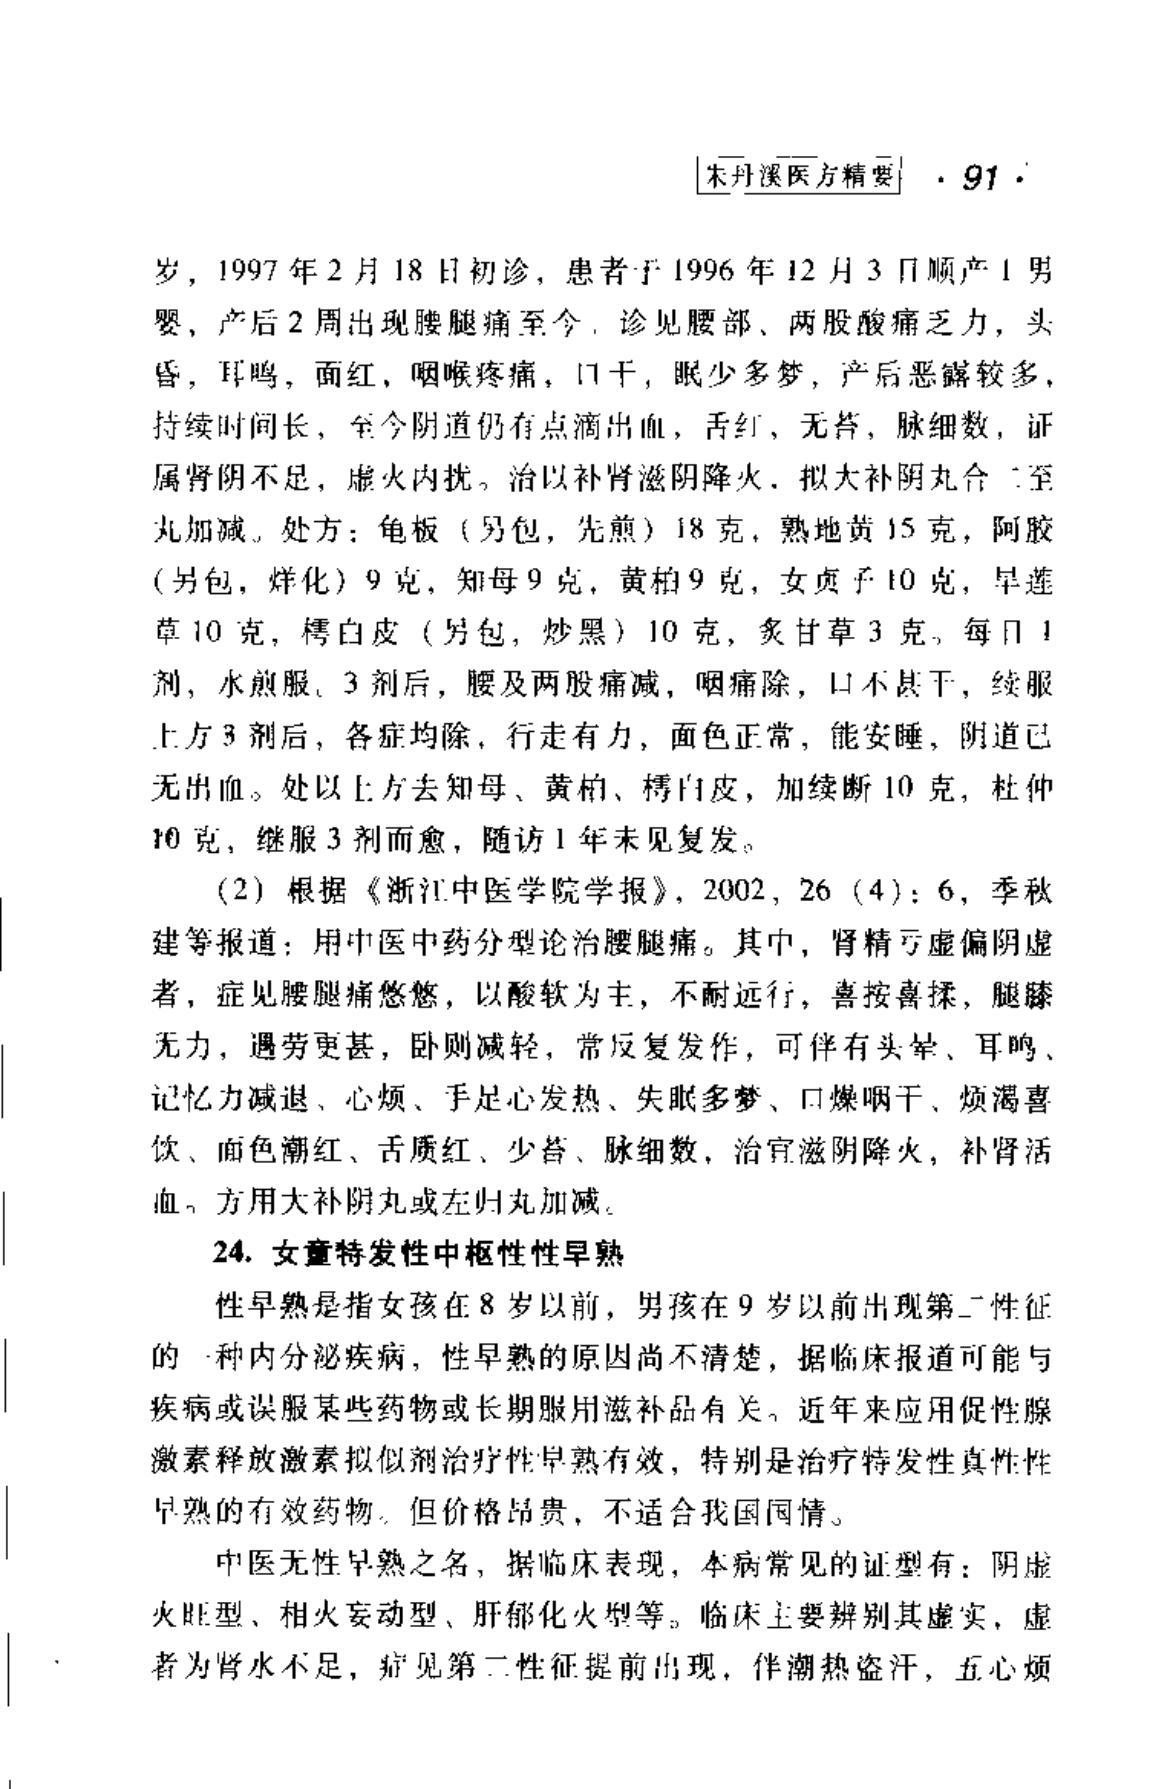 朱丹溪医方精要 · 91 ·
岁，1997 年 2 月 18 日初诊，患者于 1996 年 12 月 3 日顺产 1 男
婴，产后 2 周出现腰腿痛至今。诊见腰部、两股酸痛乏力，头
昏，耳鸣，面红，咽喉疼痛，口干，眠少多梦，产后恶露较多，
持续时间长，至今阴道仍有点滴出血，舌红，无苔，脉细数，证
属肾阴不足，虚火内扰。治以补肾滋阴降火．拟大补阴丸合二至
丸加减。处方：龟板（另包，先煎）18 克，熟地黄 15 克，阿胶
（另包，烊化）9 克，知母 9 克，黄柏 9 克，女贞子 10 克，旱莲
草 10 克，樗白皮（另包，炒黑）10 克，炙甘草 3 克。每日 1
剂，水煎服。3 剂后，腰及两股痛减，咽痛除，口不甚干，续服
上方 3 剂后，各症均除，行走有力，面色正常，能安睡，阴道已
无出血。处以上方去知母、黄柏、樗白皮，加续断 10 克，杜仲
10 克，继服 3 剂而愈，随访 1 年未见复发。
（2）根据《浙江中医学院学报》，2002，26（4）：6，季秋
建等报道：用中医中药分型论治腰腿痛。其中，肾精亏虚偏阴虚
者，症见腰腿痛悠悠，以酸软为主，不耐远行，喜按喜揉，腿膝
无力，遇劳更甚，卧则减轻，常反复发作，可伴有头晕、耳鸣、
记忆力减退、心烦、手足心发热、失眠多梦、口燥咽干、烦渴喜
饮、面色潮红、舌质红、少苔、脉细数，治宜滋阴降火，补肾活
血。方用大补阴丸或左归丸加减。
24. 女童特发性中枢性性早熟
性早熟是指女孩在 8 岁以前，男孩在 9 岁以前出现第二性征
的一种内分泌疾病，性早熟的原因尚不清楚，据临床报道可能与
疾病或误服某些药物或长期服用滋补品有关。近年来应用促性腺
激素释放激素拟似剂治疗性早熟有效，特别是治疗特发性真性性
早熟的有效药物。但价格昂贵，不适合我国国情。
中医无性早熟之名，据临床表现，本病常见的证型有：阴虚
火旺型、相火妄动型、肝郁化火型等。临床主要辨别其虚实，虚
者为肾水不足，症见第二性征提前出现，伴潮热盗汗，五心烦